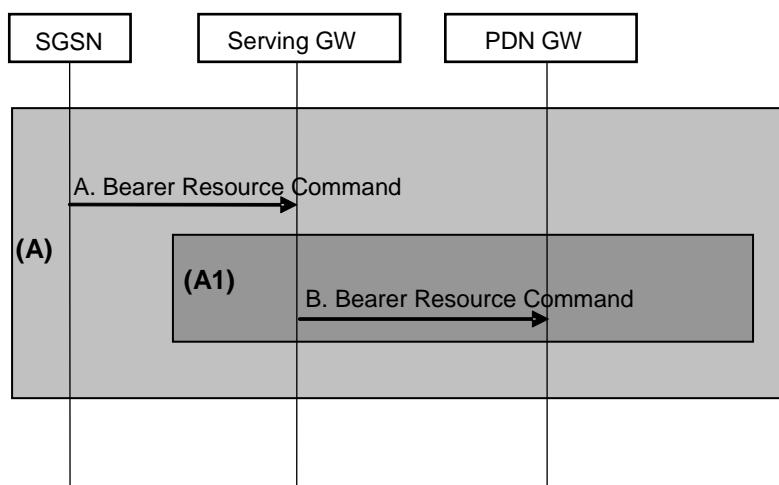 SGSN
Serving GW
PDN GW
A. Bearer Resource Command
(A)
(A1)
B. Bearer Resource Command